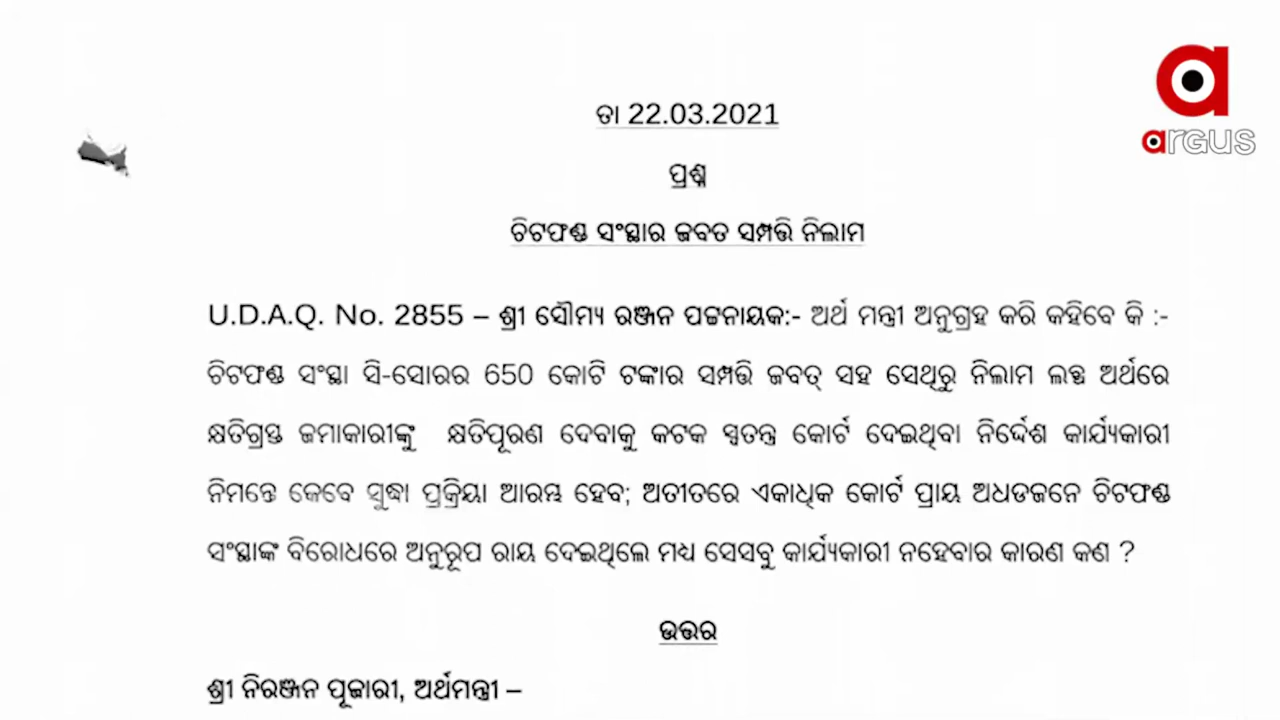 argus
ତା 22.03.2021
ପ୍ରଶ୍ନ
ଚିଟଫଣ୍ଡ ସଂସ୍ଥାର ଜବତ ସମ୍ପତ୍ତି ନିଲାମ
U.D.A.Q. No. 2855 – ଶ୍ରୀ ସୌମ୍ୟ ରଞ୍ଜନ ପଟ୍ଟନାୟକ:- ଅର୍ଥ ମନ୍ତ୍ରୀ ଅନୁଗ୍ରହ କରି କହିବେ କି :-
ଚିଟଫଣ୍ଡ ସଂସ୍ଥା ସି-ସୋରର 650 କୋଟି ଟଙ୍କାର ସମ୍ପତ୍ତି ଜବତ୍ ସହ ସେଥିରୁ ନିଲାମ ଲବ୍ଧ ଅର୍ଥରେ
କ୍ଷତିଗ୍ରସ୍ତ ଜମାକାରୀଙ୍କୁ କ୍ଷତିପୂରଣ ଦେବାକୁ କଟକ ସ୍ୱତନ୍ତ୍ର କୋର୍ଟ ଦେଇଥିବା ନିର୍ଦ୍ଦେଶ କାର୍ଯ୍ୟକାରୀ
ନିମନ୍ତେ କେବେ ସୁଦ୍ଧା ପ୍ରକ୍ରିୟା ଆରମ୍ଭ ହେବ; ଅତୀତରେ ଏକାଧିକ କୋର୍ଟ ପ୍ରାୟ ଅଧଡଜନେ ଚିଟଫଣ୍ଡ
ସଂସ୍ଥାଙ୍କ ବିରୋଧରେ ଅନୁରୂପ ରାୟ ଦେଇଥିଲେ ମଧ୍ୟ ସେସବୁ କାର୍ଯ୍ୟକାରୀ ନହେବାର କାରଣ କଣ ?
ଉତ୍ତର
ଶ୍ରୀ ନିରଞ୍ଜନ ପୂଜାରୀ, ଅର୍ଥମନ୍ତ୍ରୀ –